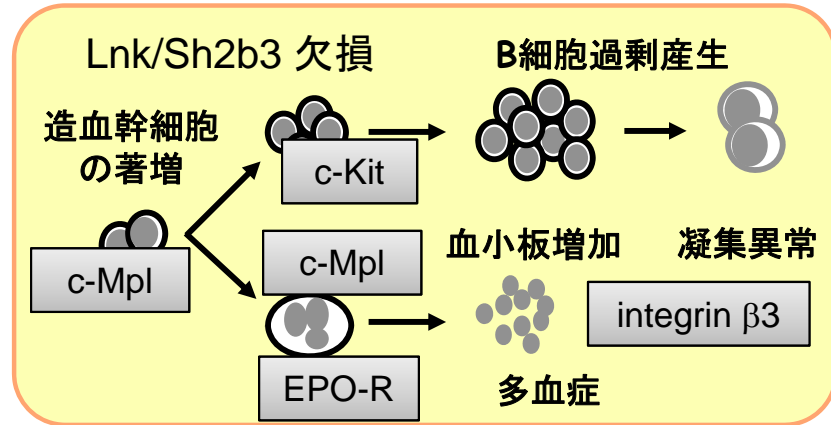 Lnk/Sh2b3 欠損
B細胞過剰産生
造血幹細胞
の著増
c-Kit
c-Mpl
c-Mpl
血小板増加
凝集異常
integrin β3
EPO-R
多血症